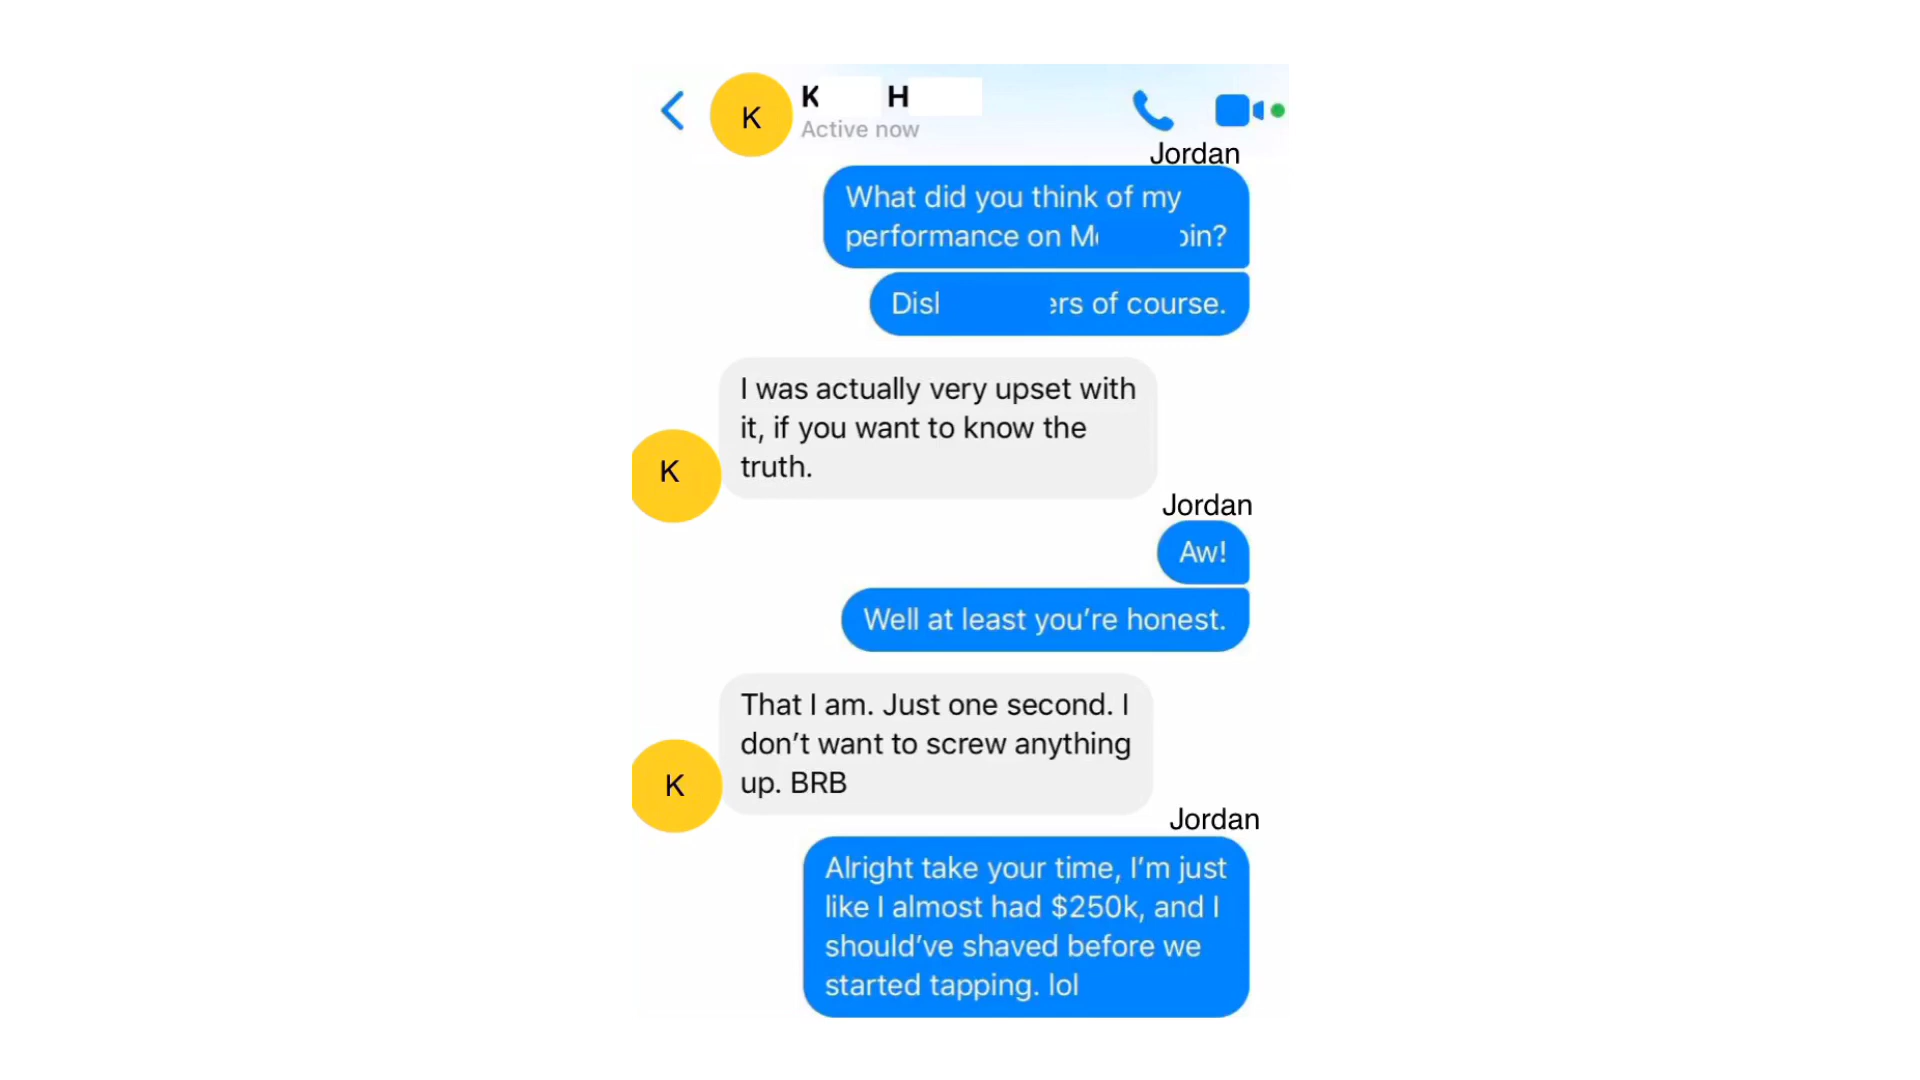 K H
K
Active now
Jordan
What did you think of my
performance on
of course.
I was actually very upset with
it, if you want to know the
truth.
K
Jordan
Aw!
Well at least you’re honest.
That I am. Just one second. I
don’t want to screw anything
up. BRB
K
Jordan
Alright take your time, I’m just
like I almost had $250k, and I
should’ve shaved before we
started tapping. lol